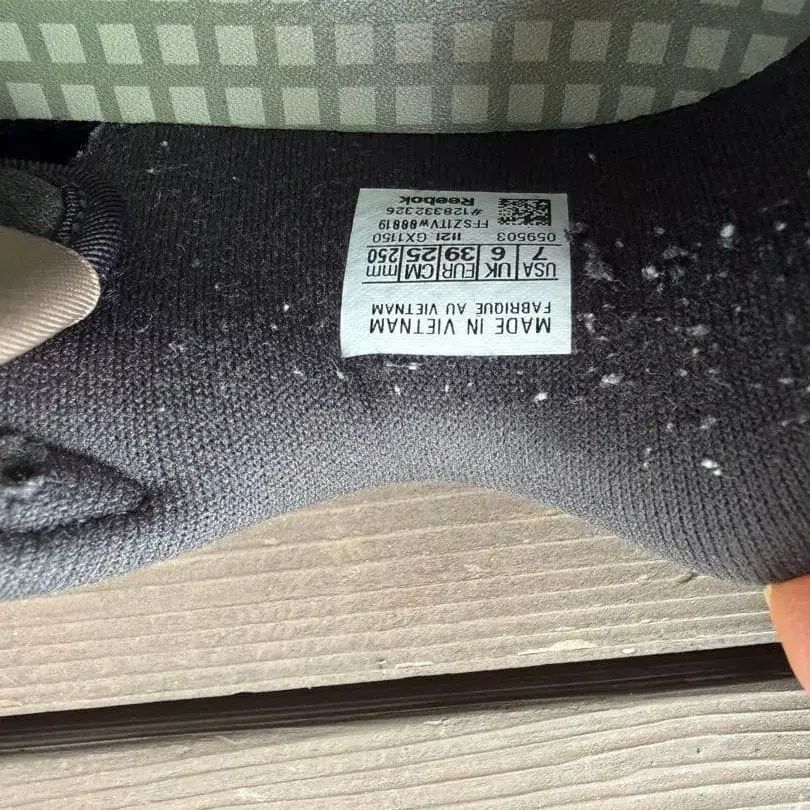 MADE IN VIETNAM
FABRIQUE AU VIETNAM
USA UK EUR CM mm
7 6 39 25 250
059503 1121 GX1150
FFSZ1TVW00019
#128332326
Reebok